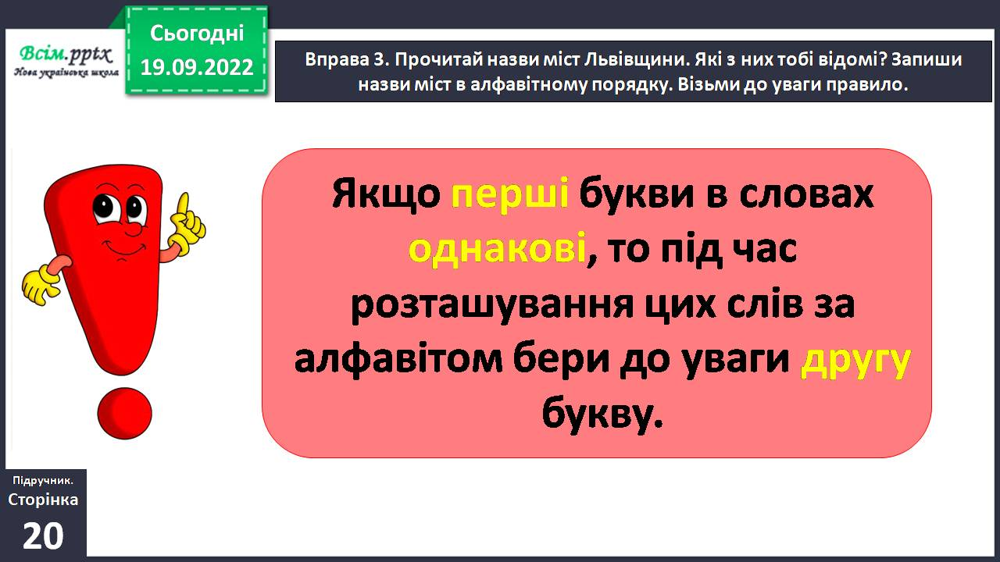 Сьогодні
19.09.2022
Всім.pptx
Нова українська школа
Вправа 3. Прочитай назви міст Львівщини. Які з них тобі відомі? Запиши
назви міст в алфавітному порядку. Візьми до уваги правило.
Якщо перші букви в словах
однакові, то під час
розташування цих слів за
алфавітом бери до уваги другу
букву.
Підручник.
Сторінка
20